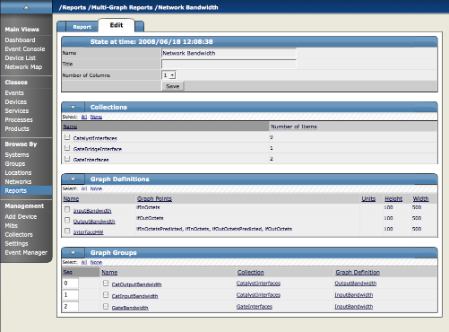 /Reports /Multi-Graph Reports /Network Bandwidth
Main Views
Dashboard
Event Console
Device List
Network Map
Classes
Events
Devices
Services
Processes
Products
Browse By
Systems
Groups
Locations
Networks
Reports
Management
Add Device
Mibs
Collectors
Settings
Event Manager
Report Edit
State at time: 2008/06/18 12:08:38
Name Network Bandwidth
Title
Number of Columns 1
Save
Collections
Select: All None
Name Number of Items
CatalystInterfaces 9
GateBridgeInterface 1
GateInterfaces 2
Graph Definitions
Select: All None
Name Graph Points Units Height Width
InputBandwidth ifInOctets 100 500
OutputBandwidth ifOutOctets 100 500
InterfaceHW ifInOctetsPredicted, ifInOctets, ifOutOctetsPredicted, ifOutOctets 100 500
Graph Groups
Select: All None
Seq Name Collection Graph Definition
0 CatOutputBandwidth CatalystInterfaces OutputBandwidth
1 CatInputBandwidth CatalystInterfaces InputBandwidth
2 GateBandwidth GateInterfaces InputBandwidth